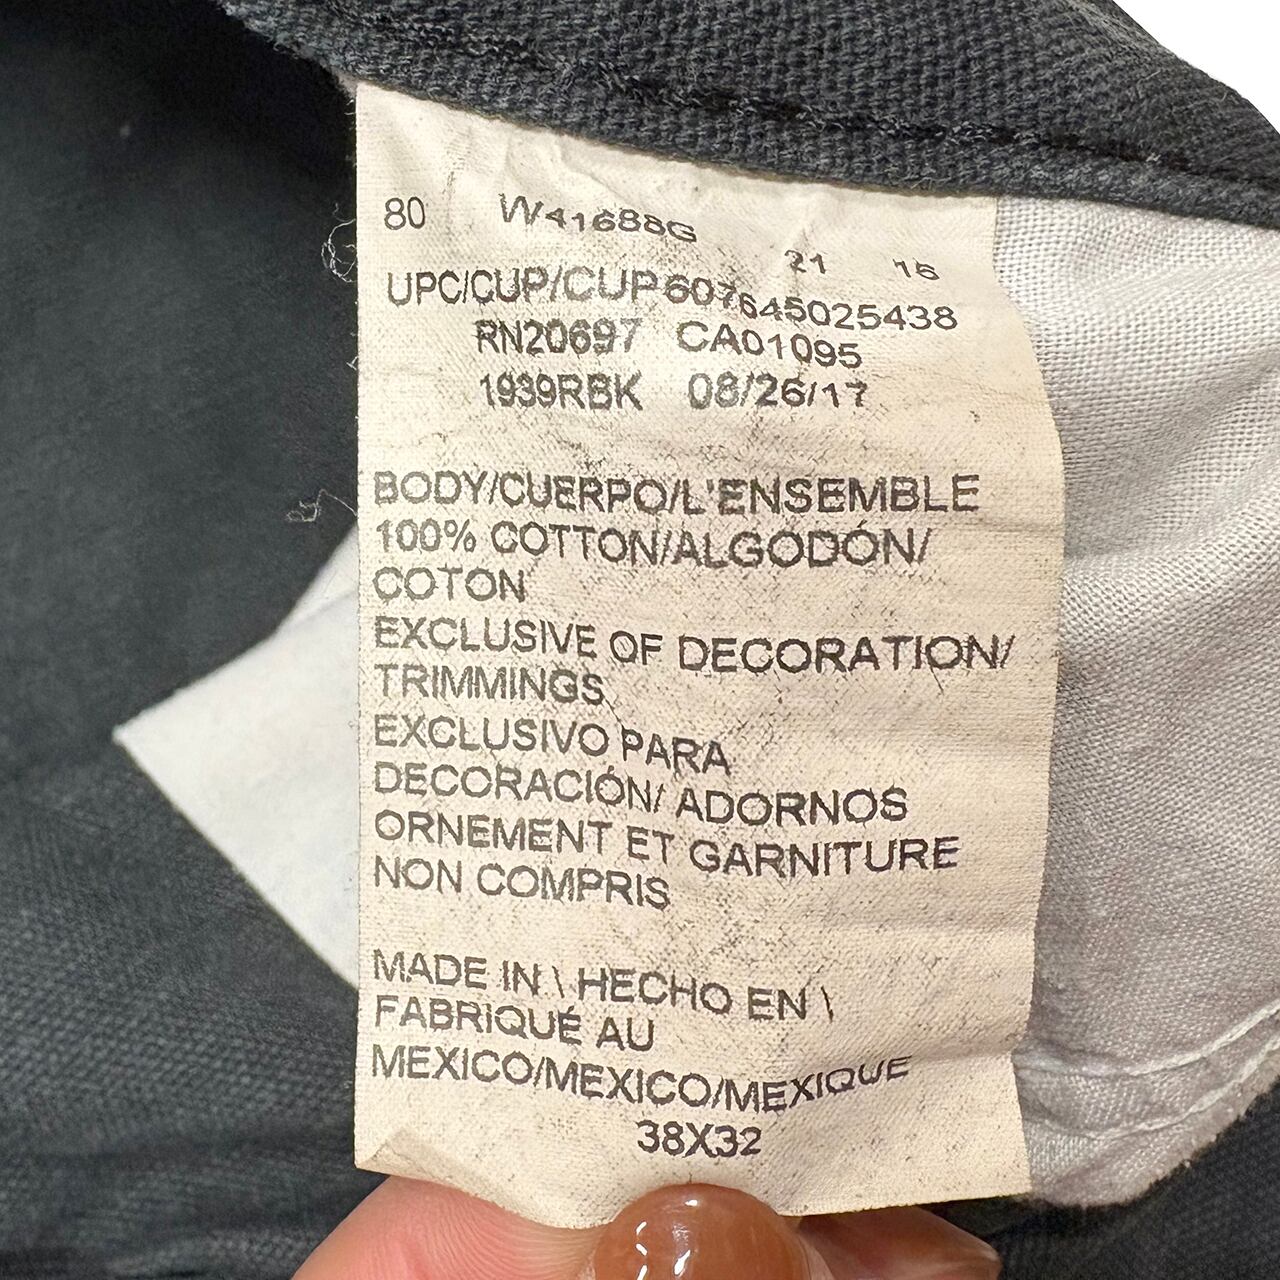 80 W41688G
21 16
UPC/CUP/CUP 607645025438
RN20697 CA01095
1939RBK 08/26/17
BODY/CUERPO/L'ENSEMBLE
100% COTTON/ALGODÓN/
COTON
EXCLUSIVE OF DECORATION/
TRIMMINGS
EXCLUSIVO PARA
DECORACIÓN/ ADORNOS
ORNEMENT ET GARNITURE
NON COMPRIS
MADE IN \ HECHO EN \
FABRIQUÉ AU
MEXICO/MEXICO/MEXIQUE
38X32